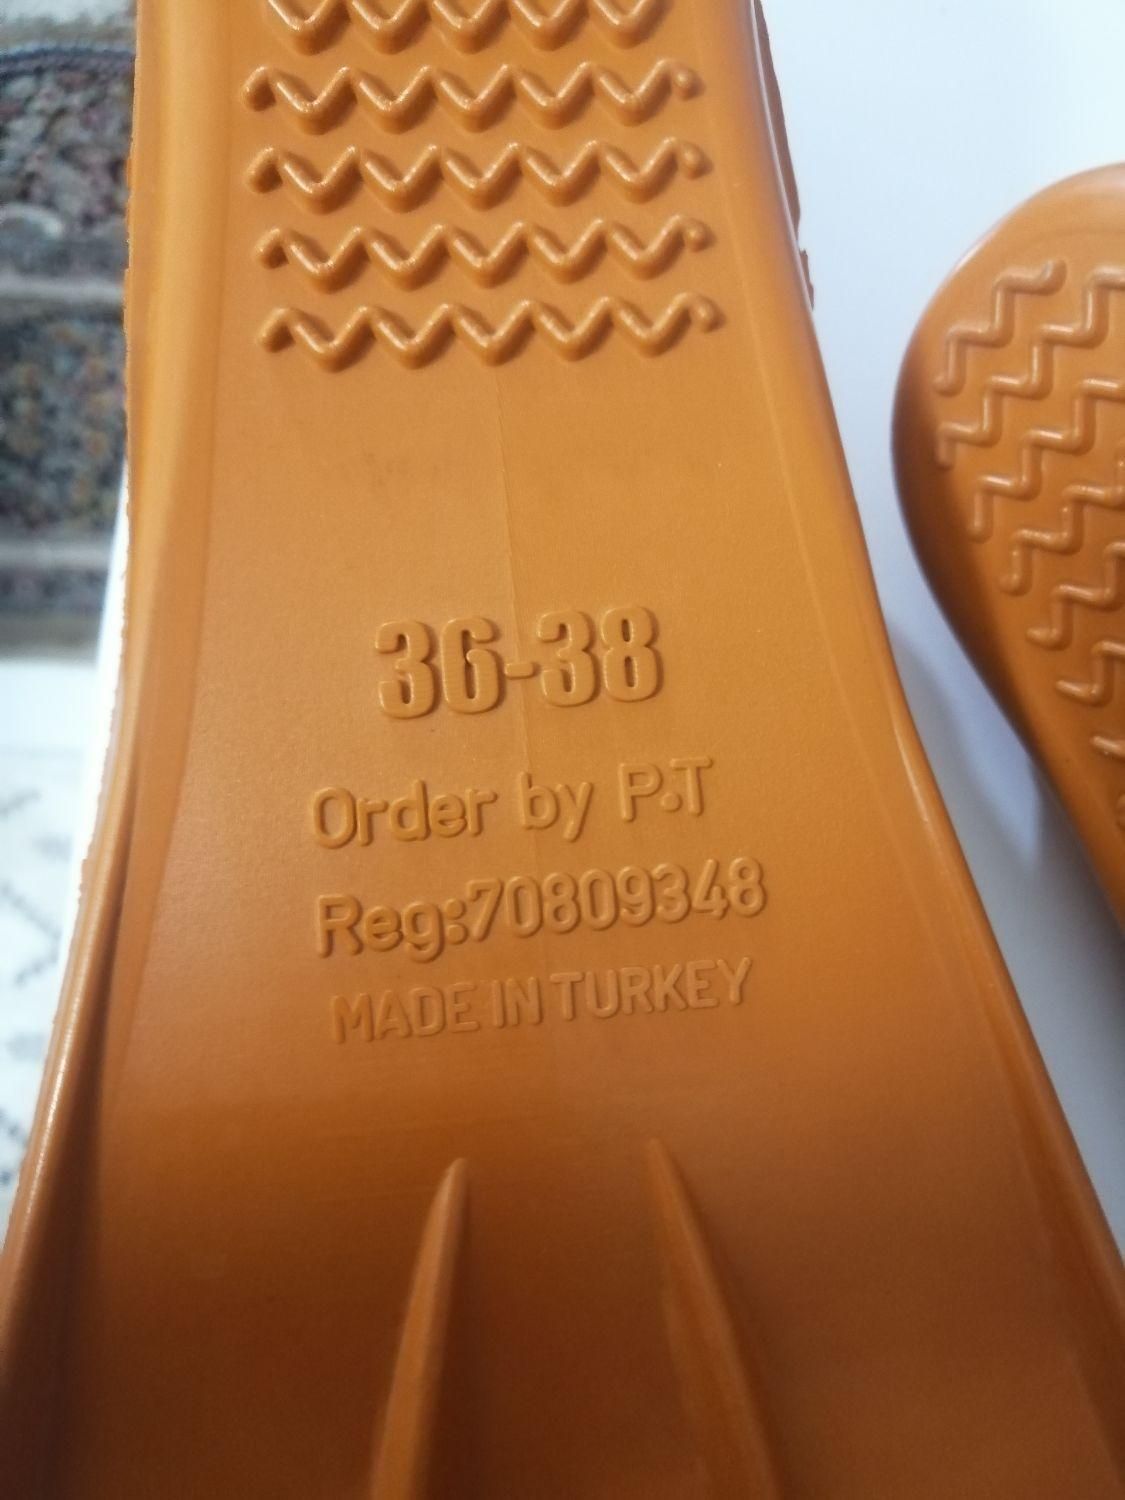 36-38
Order by P.T
Reg:70809348
MADE IN TURKEY